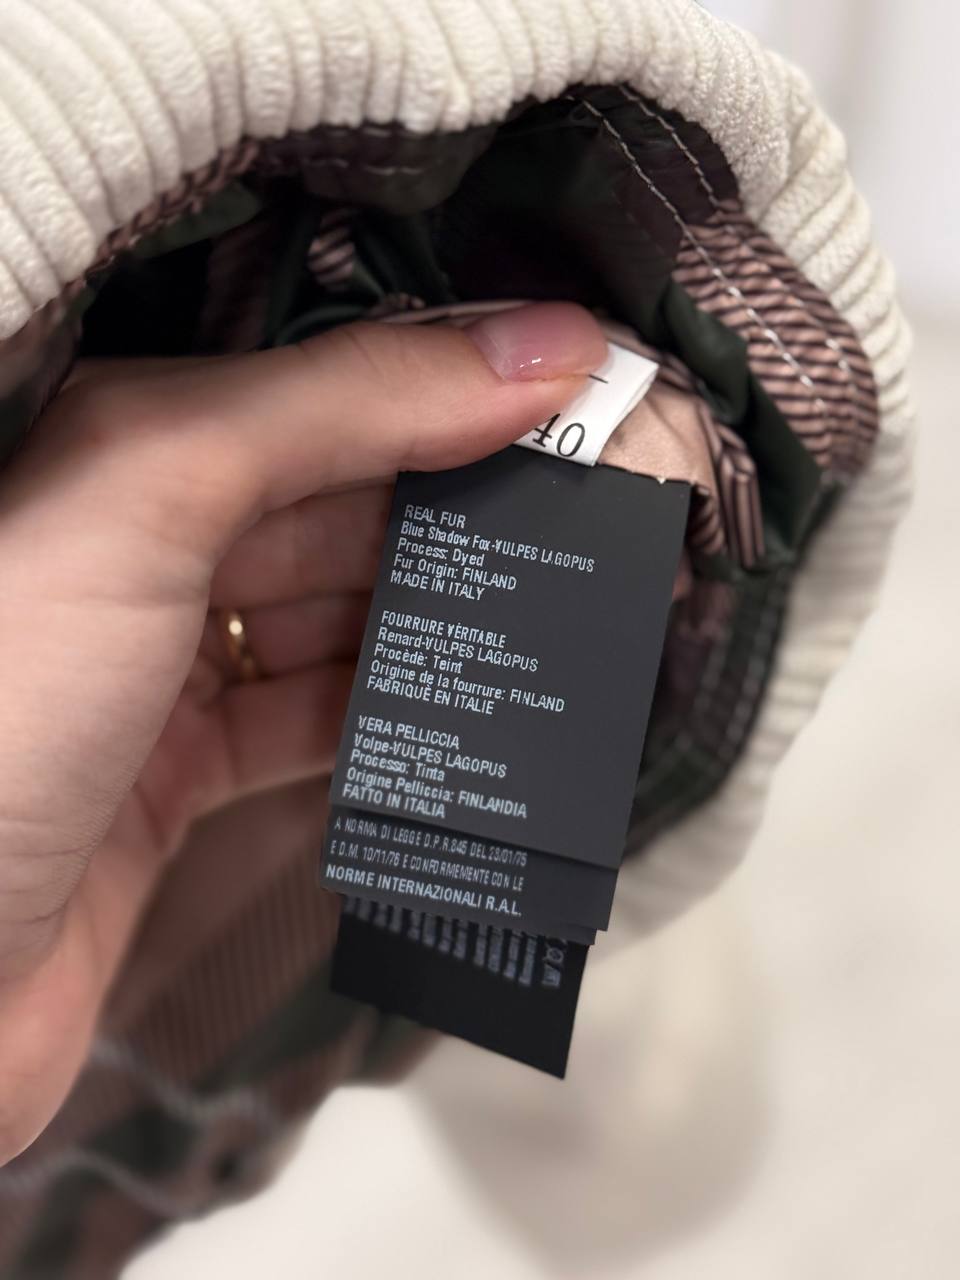 40
REAL FUR
Blue Shadow Fox-VULPES LAGOPUS
Process: Dyed
Fur Origin: FINLAND
MADE IN ITALY
FOURRURE VÉRITABLE
Renard-VULPES LAGOPUS
Procèdè: Teint
Origine de la fourrure: FINLAND
FABRIQUÈ EN ITALIE
VERA PELLICCIA
Volpe-VULPES LAGOPUS
Processo: Tinta
Origine Pelliccia: FINLANDIA
FATTO IN ITALIA
A NORMA DI LEGGE D.P.R.845 DEL 23/01/75
E D.M. 10/11/76 E CONFORMEMENTE CON LE
NORME INTERNAZIONALI R.A.L.